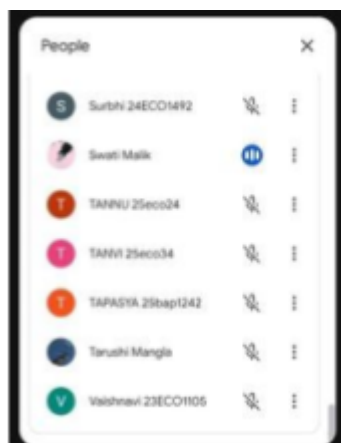 People
S Surbhi 24ECO1492
Swati Malik
T TANNU 25eco24
T TANVI 25eco34
T TAPASYA 25bap1242
Tarushi Mangla
V Vaishnavi 23ECO1105